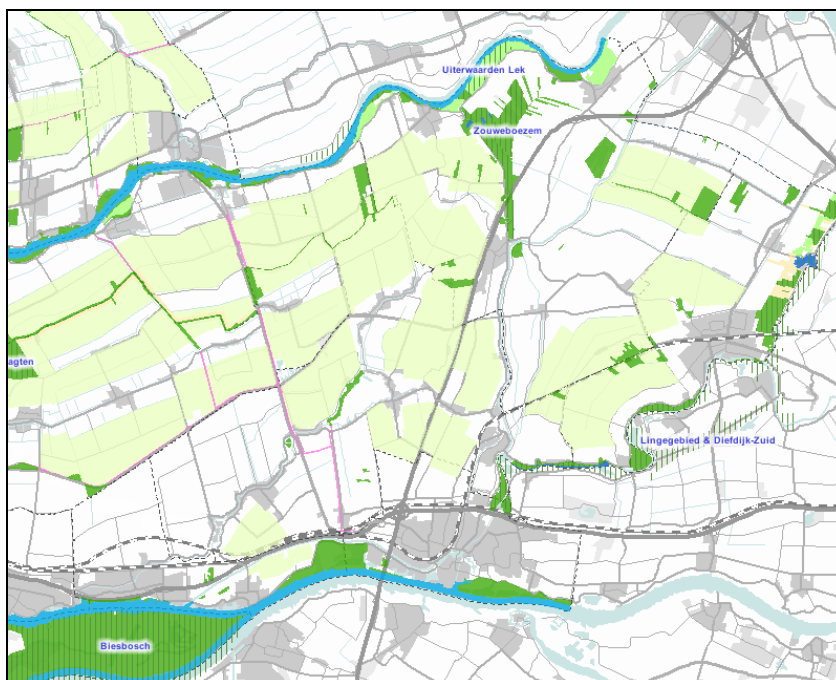 Uiterwaarden Lek
Zouweboezem
agten
Lingegebied & Diefdijk-Zuid
Biesbosch